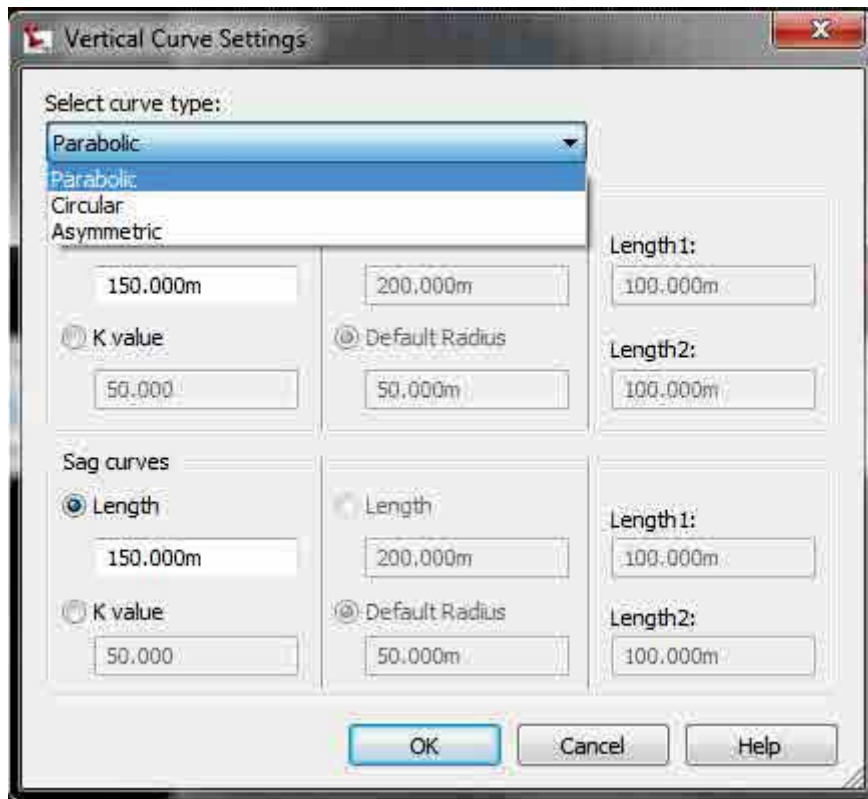 Vertical Curve Settings
Select curve type:
Parabolic
Parabolic
Circular
Asymmetric
Length1:
150.000m 200.000m 100.000m
K value Default Radius
Length2:
50.000 50.000m 100.000m
Sag curves
Length Length
Length1:
150.000m 200.000m 100.000m
K value Default Radius
Length2:
50.000 50.000m 100.000m
OK Cancel Help